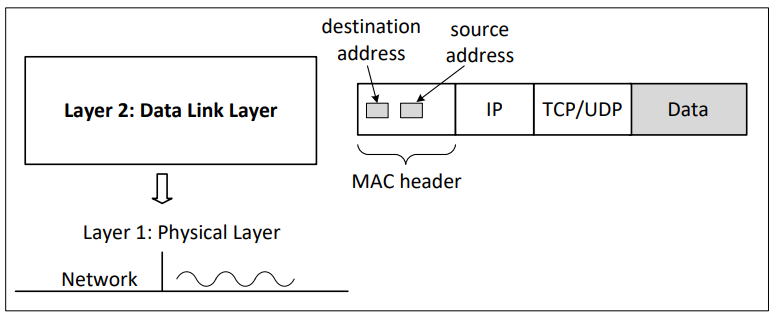 destination
address
source
address
Layer 2: Data Link Layer
IP
TCP/UDP
Data
MAC header
Layer 1: Physical Layer
Network